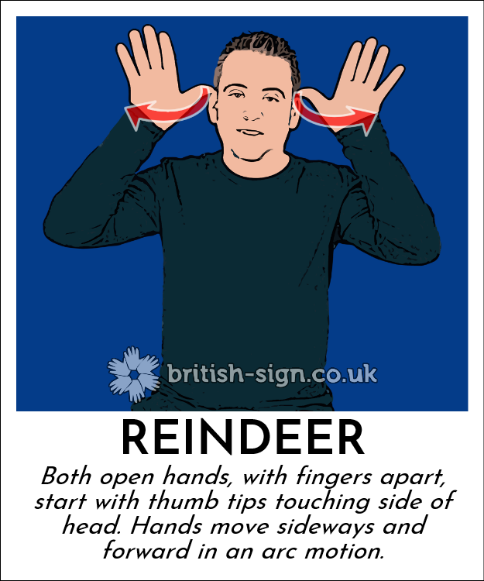 british-sign.co.uk
REINDEER
Both open hands, with fingers apart,
start with thumb tips touching side of
head. Hands move sideways and
forward in an arc motion.